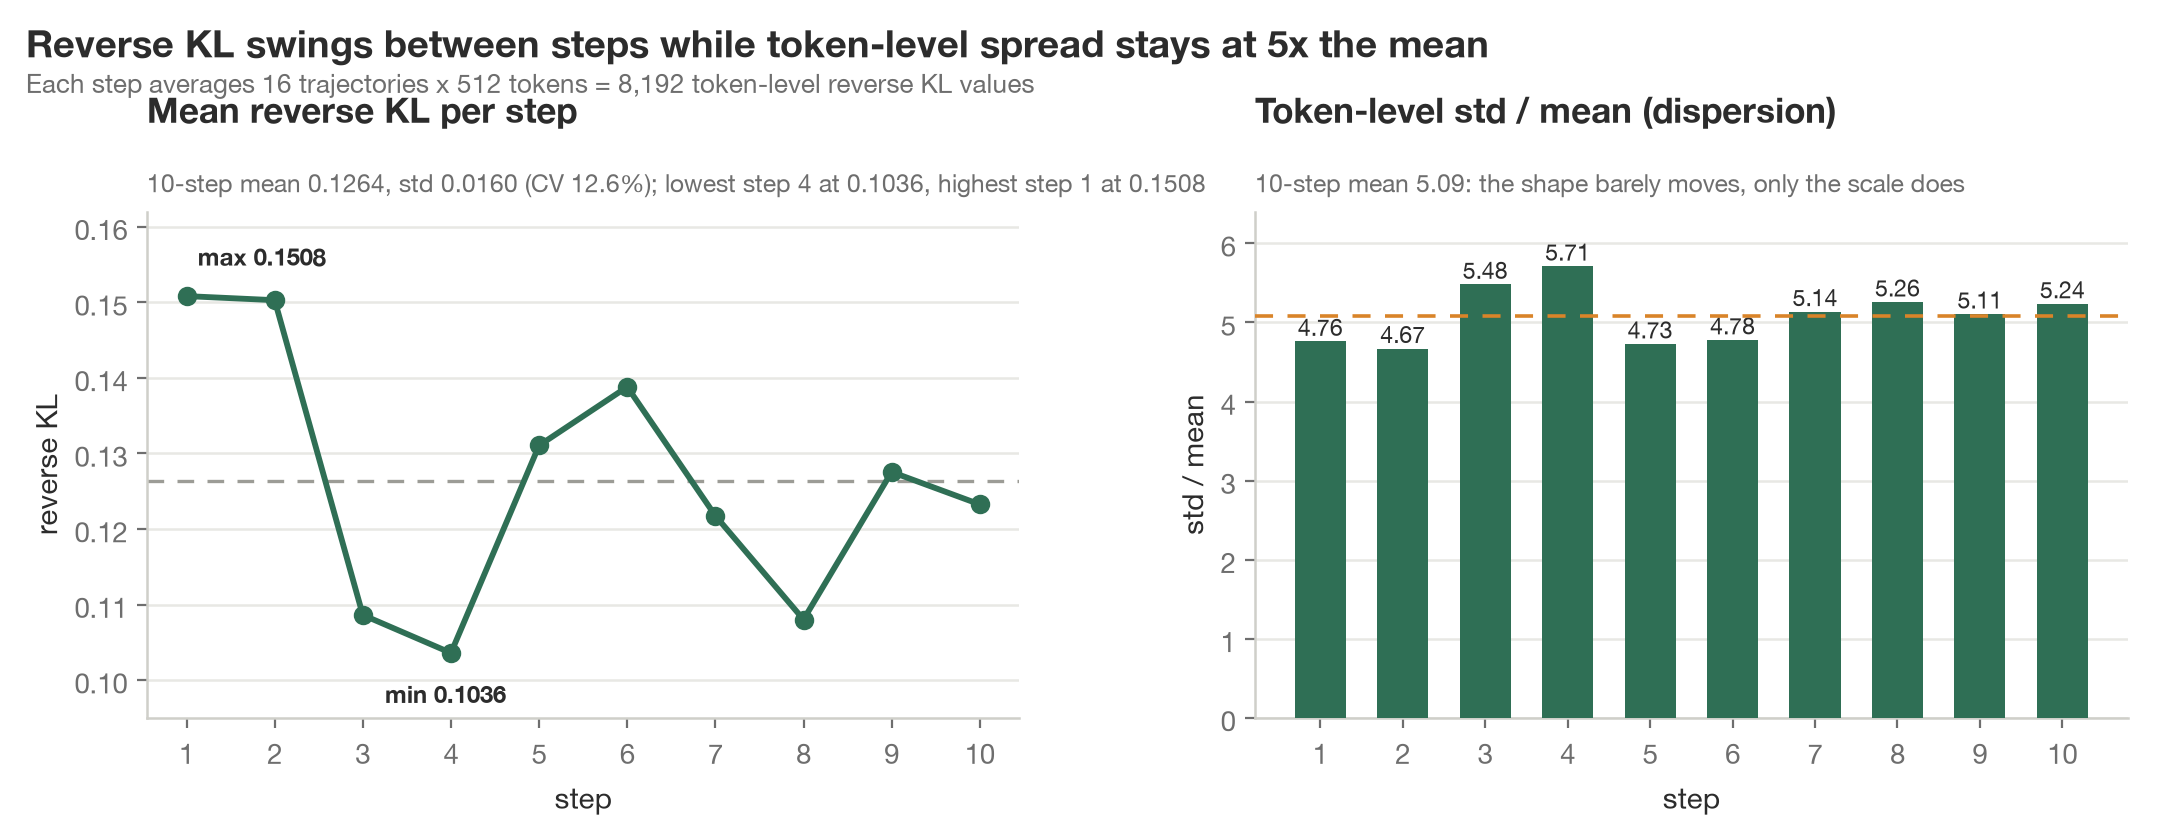 Reverse KL swings between steps while token-level spread stays at 5x the mean
Each step averages 16 trajectories x 512 tokens = 8,192 token-level reverse KL values
Mean reverse KL per step
10-step mean 0.1264, std 0.0160 (CV 12.6%); lowest step 4 at 0.1036, highest step 1 at 0.1508
reverse KL
0.16
0.15
0.14
0.13
0.12
0.11
0.10
max 0.1508
min 0.1036
1 2 3 4 5 6 7 8 9 10
step
Token-level std / mean (dispersion)
10-step mean 5.09: the shape barely moves, only the scale does
std / mean
6
5
4
3
2
1
0
4.76 4.67 5.48 5.71 4.73 4.78 5.14 5.26 5.11 5.24
1 2 3 4 5 6 7 8 9 10
step